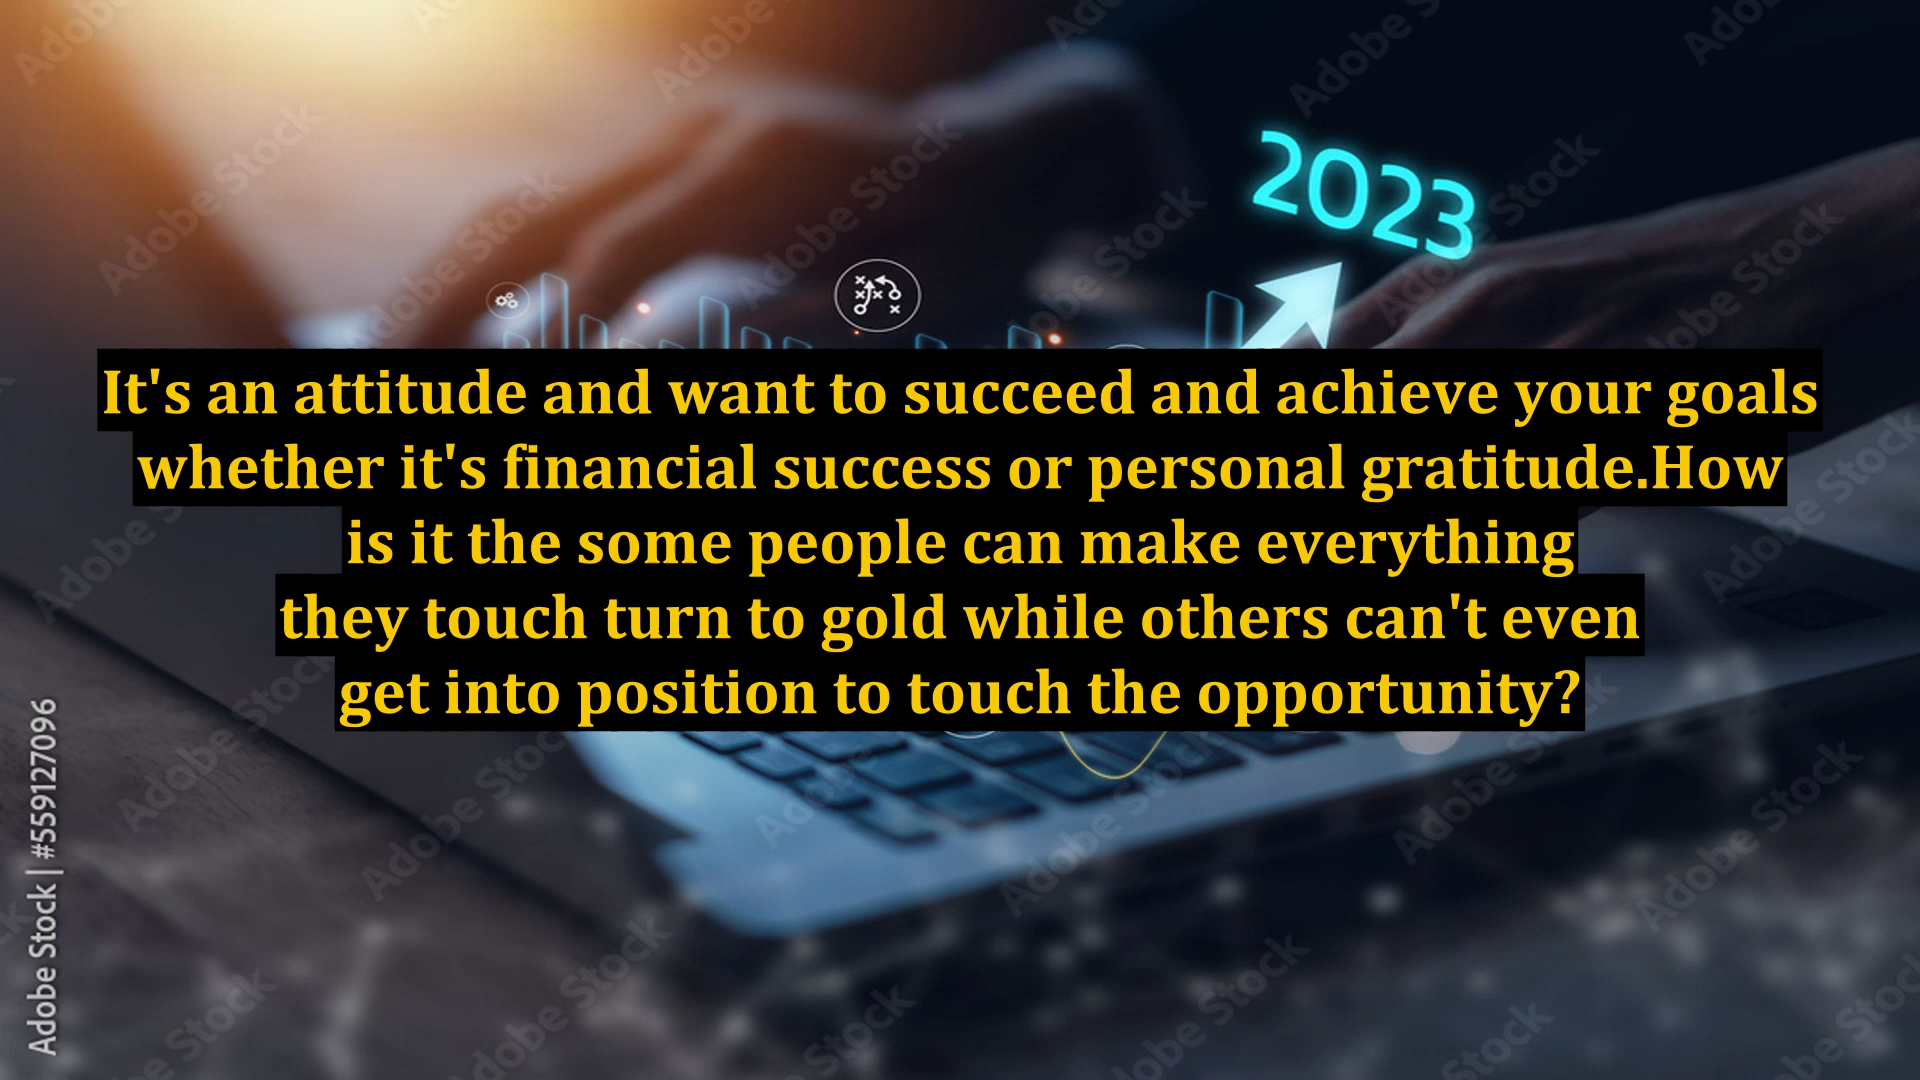 2023
It's an attitude and want to succeed and achieve your goals
whether it's financial success or personal gratitude.How
is it the some people can make everything
they touch turn to gold while others can't even
get into position to touch the opportunity?
Adobe Stock | #559127096
Adobe Stock